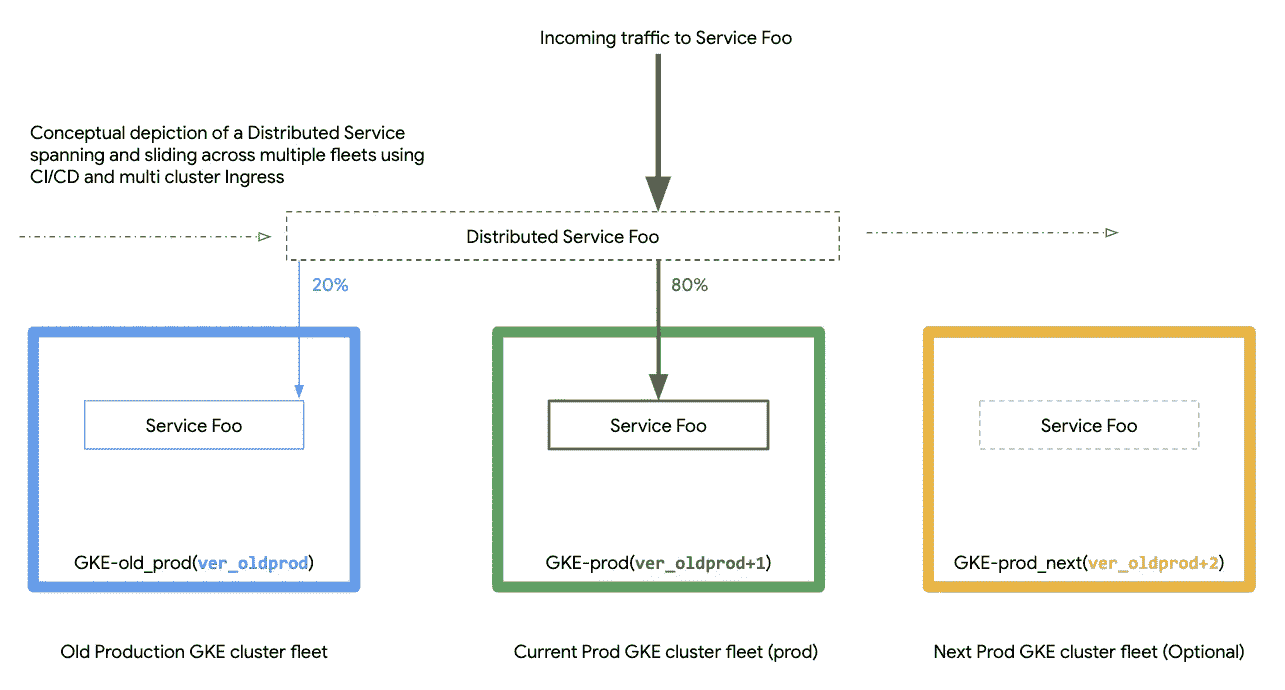 Incoming traffic to Service Foo
Conceptual depiction of a Distributed Service
spanning and sliding across multiple fleets using
CI/CD and multi cluster Ingress
Distributed Service Foo
20%
80%
Service Foo
Service Foo
Service Foo
GKE-old_prod(ver_oldprod)
GKE-prod(ver_oldprod+1)
GKE-prod_next(ver_oldprod+2)
Old Production GKE cluster fleet
Current Prod GKE cluster fleet (prod)
Next Prod GKE cluster fleet (Optional)